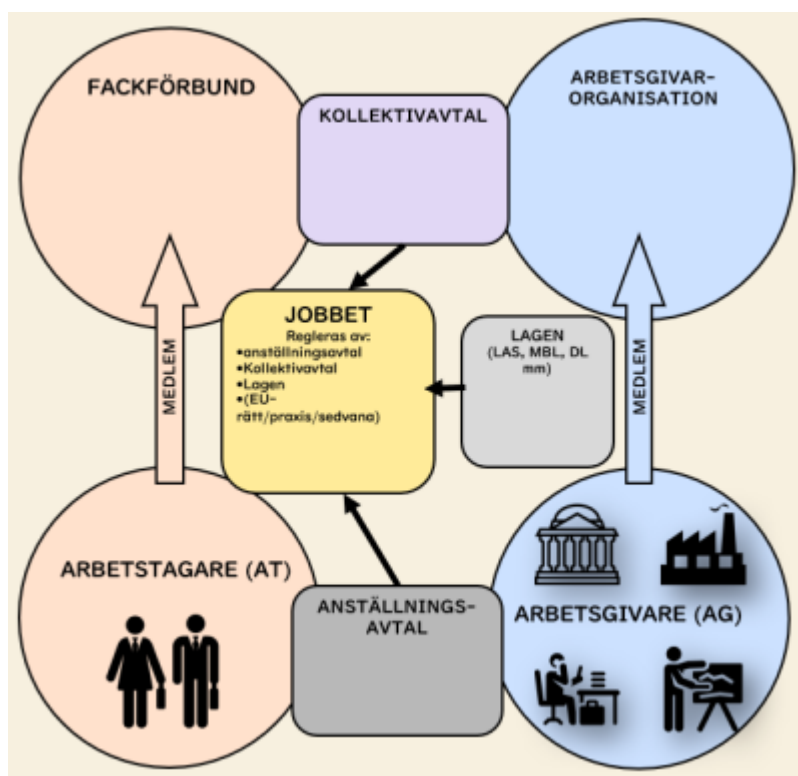 FACKFÖRBUND
KOLLEKTIVAVTAL
ARBETSGIVAR-
ORGANISATION
JOBBET
Regleras av:
•anställningsavtal
•Kollektivavtal
•Lagen
•(EU-
rätt/praxis/sedvana)
LAGEN
(LAS, MBL, DL
mm)
MEDLEM
MEDLEM
ARBETSTAGARE (AT)
ANSTÄLLNINGS-
AVTAL
ARBETSGIVARE (AG)